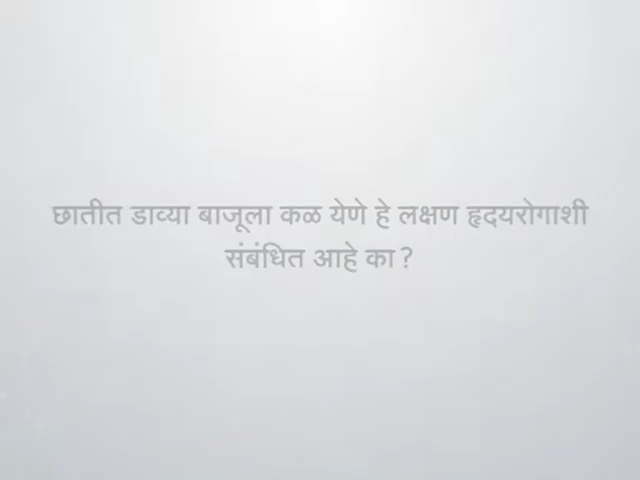 छातीत डाव्या बाजूला कळ येणे हे लक्षण हृदयरोगाशी
संबंधित आहे का ?